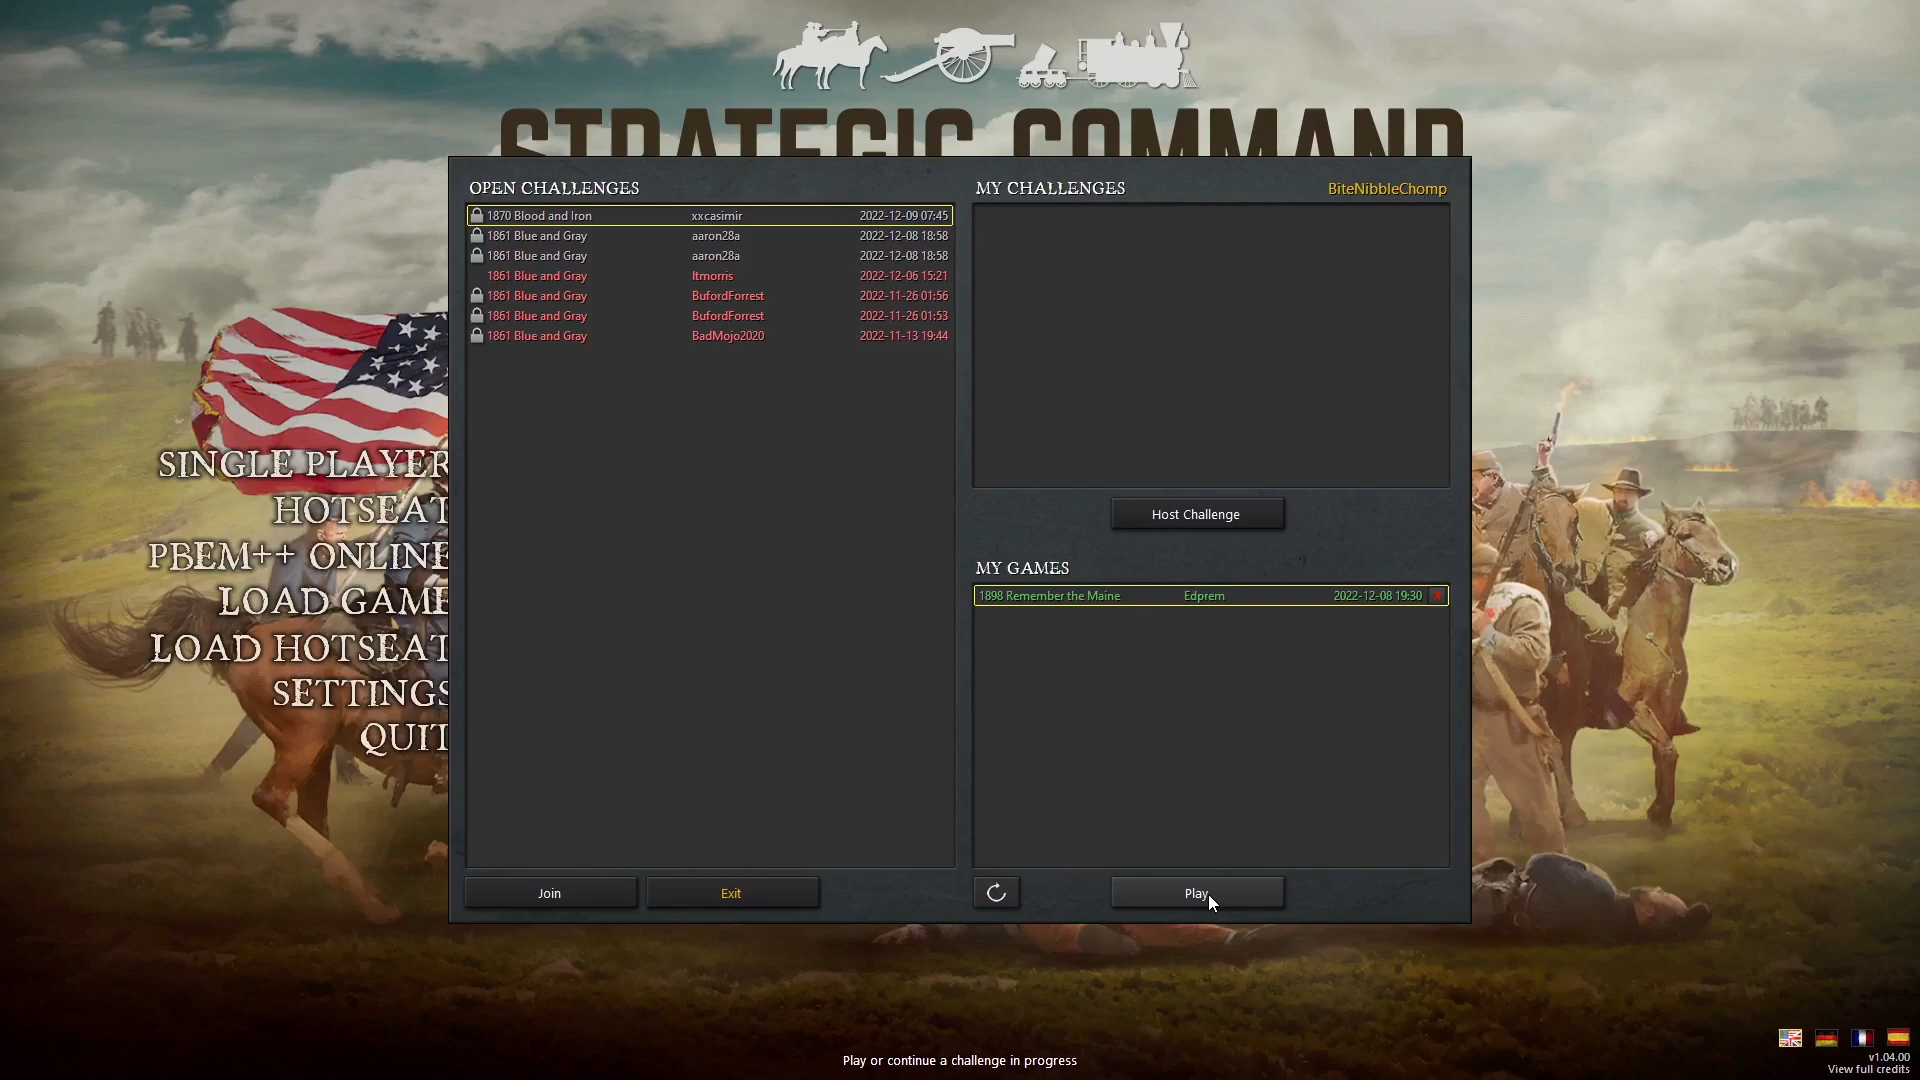 STRATEGIC COMMAND
OPEN CHALLENGES
1870 Blood and Iron xxcasimir 2022-12-09 07:45
1861 Blue and Gray aaron28a 2022-12-08 18:58
1861 Blue and Gray aaron28a 2022-12-08 18:58
1861 Blue and Gray ltmorris 2022-12-06 15:21
1861 Blue and Gray BufordForrest 2022-11-26 01:56
1861 Blue and Gray BufordForrest 2022-11-26 01:53
1861 Blue and Gray BadMojo2020 2022-11-13 19:44
Join
Exit
MY CHALLENGES BiteNibbleChomp
Host Challenge
MY GAMES
1898 Remember the Maine Edprem 2022-12-08 19:30 X
Play
SINGLE PLAYER
HOTSEAT
PBEM++ ONLINE
LOAD GAME
LOAD HOTSEAT
SETTINGS
QUIT
Play or continue a challenge in progress
v1.04.00
View full credits